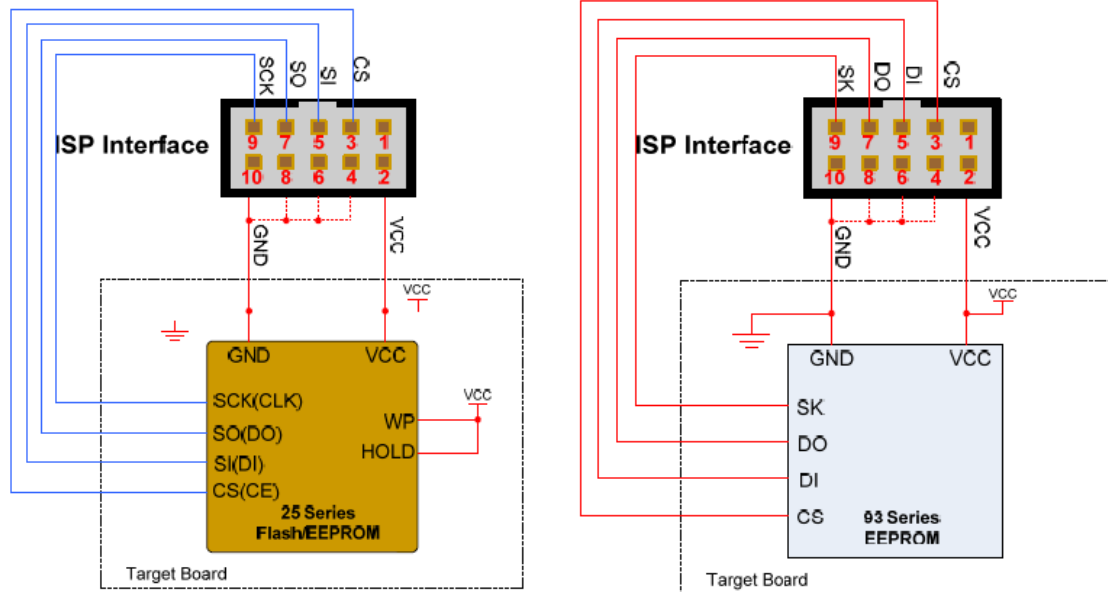 SCK
SO
SI
CS
ISP Interface
9 7 5 3 1
10 8 6 4 2
GND
VCC
VCC
GND
VCC
SCK(CLK)
SO(DO)
SI(DI)
CS(CE)
WP
HOLD
VCC
25 Series
Flash/EEPROM
Target Board
SK
DO
DI
CS
ISP Interface
9 7 5 3 1
10 8 6 4 2
GND
VCC
VCC
GND
VCC
SK
DO
DI
CS
93 Series
EEPROM
Target Board